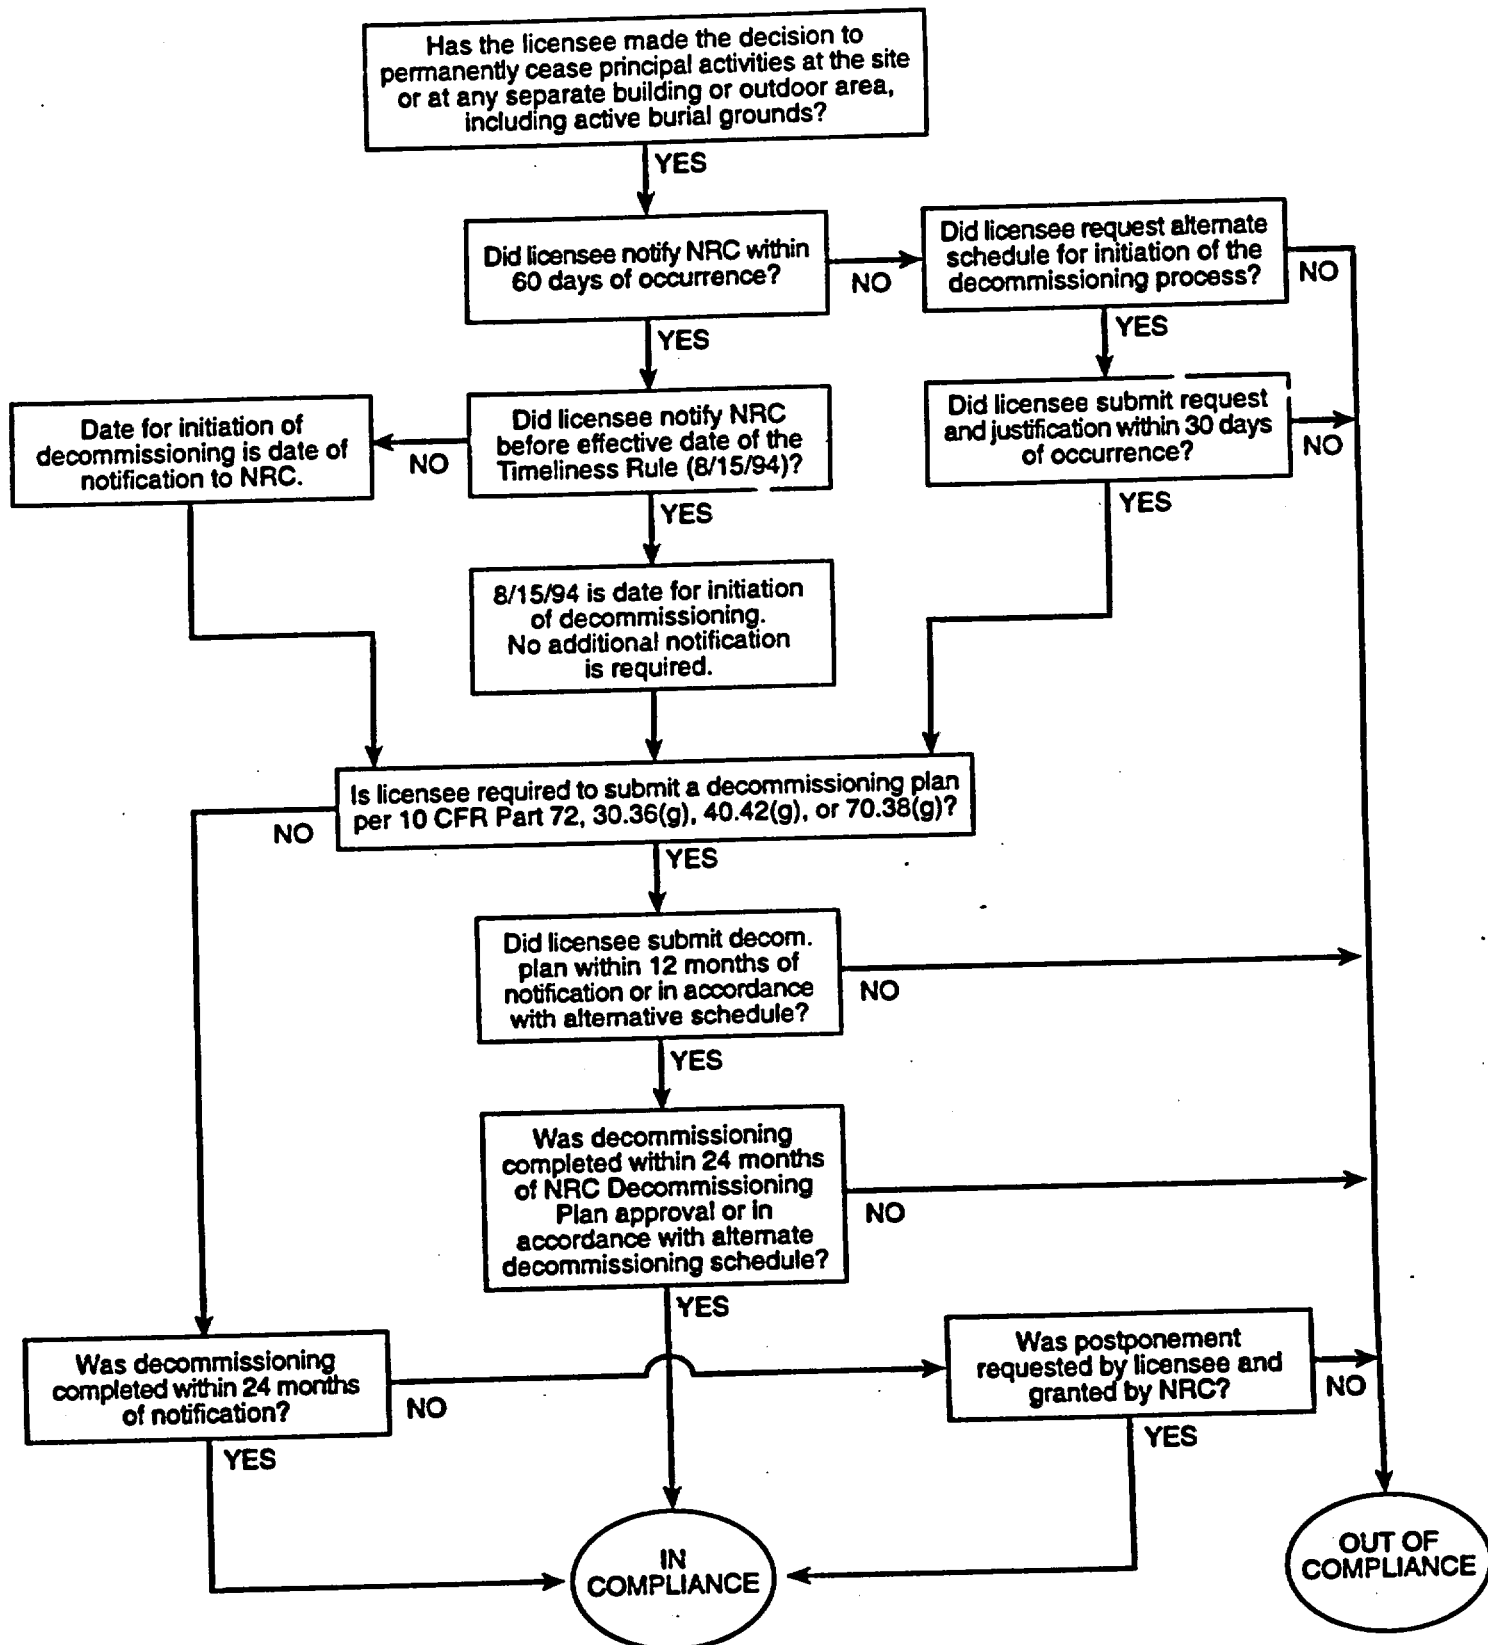 Has the licensee made the decision to
permanently cease principal activities at the site
or at any separate building or outdoor area,
including active burial grounds?
YES
Did licensee notify NRC within
60 days of occurrence?
NO
Did licensee request alternate
schedule for initiation of the
decommissioning process?
NO
YES
YES
Date for initiation of
decommissioning is date of
notification to NRC.
NO
Did licensee notify NRC
before effective date of the
Timeliness Rule (8/15/94)?
Did licensee submit request
and justification within 30 days
of occurrence?
NO
YES
YES
8/15/94 is date for initiation
of decommissioning.
No additional notification
is required.
Is licensee required to submit a decommissioning plan
per 10 CFR Part 72, 30.36(g), 40.42(g), or 70.38(g)?
NO
YES
Did licensee submit decom.
plan within 12 months of
notification or in accordance
with alternative schedule?
NO
YES
Was decommissioning
completed within 24 months
of NRC Decommissioning
Plan approval or in
accordance with alternate
decommissioning schedule?
NO
YES
Was decommissioning
completed within 24 months
of notification?
NO
YES
Was postponement
requested by licensee and
granted by NRC?
NO
YES
IN
COMPLIANCE
OUT OF
COMPLIANCE